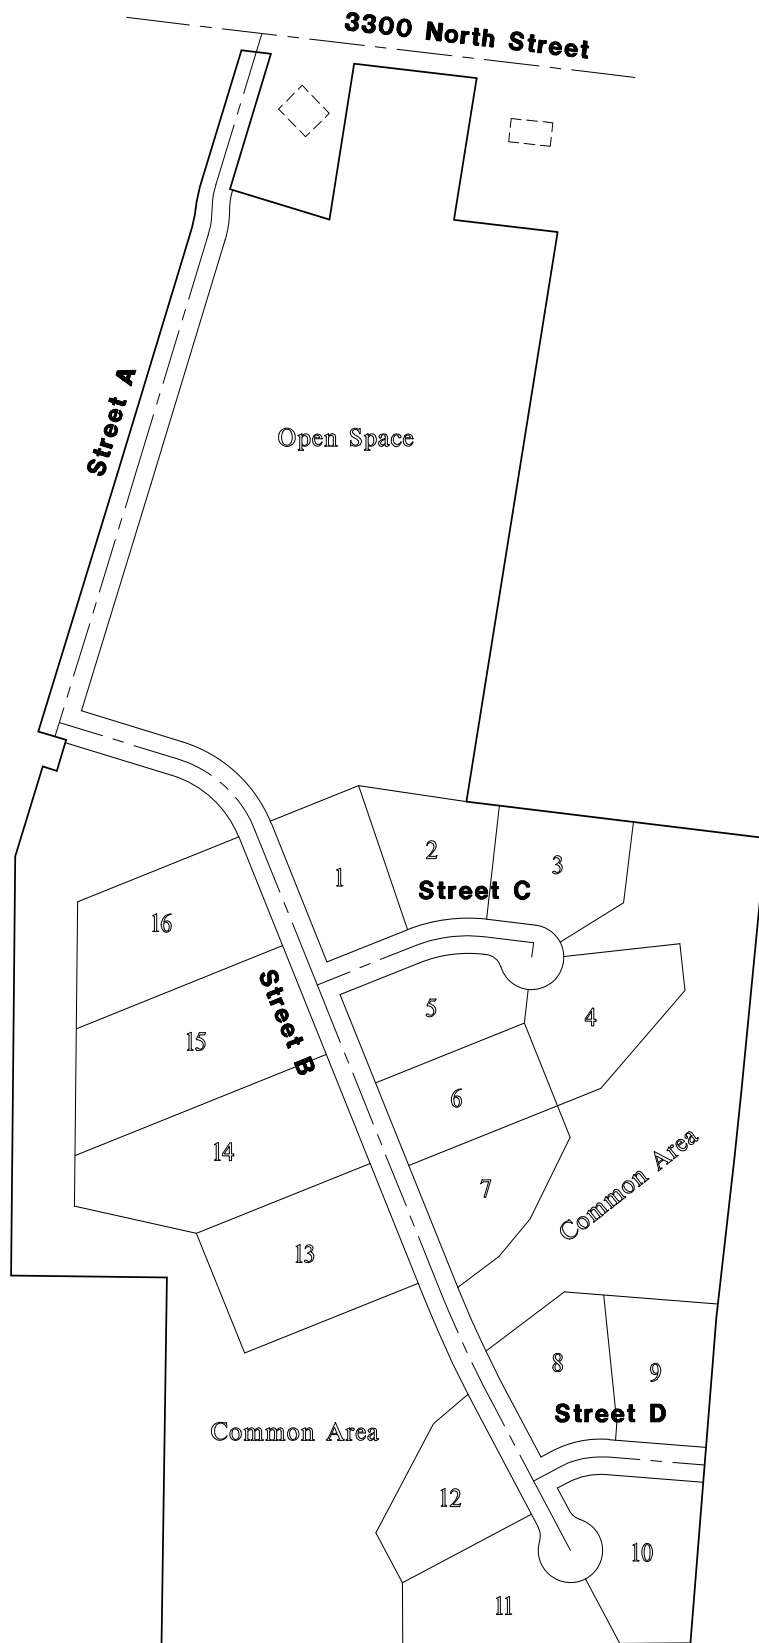 3300 North Street
Street A
Open Space
1
2
3
Street C
16
Street B
5
4
15
6
14
7
Common Area
13
8
9
Street D
Common Area
12
10
11